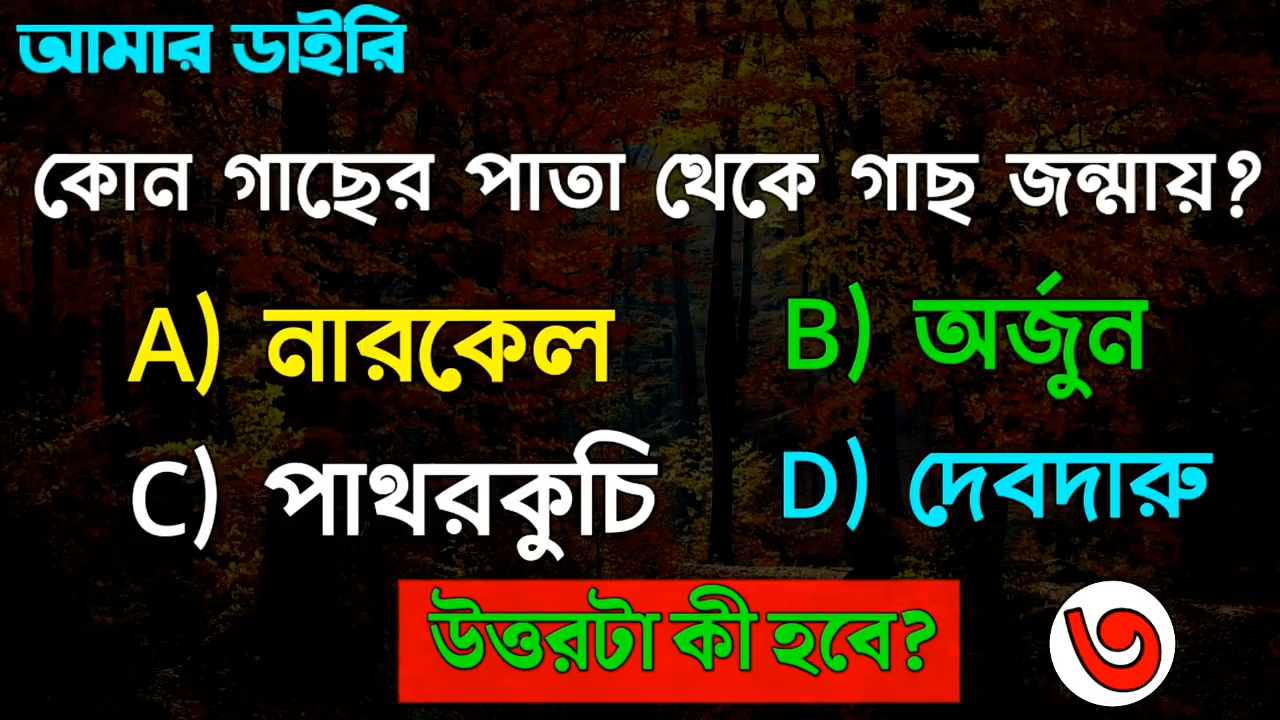 আমার ডাইরি
কোন গাছের পাতা থেকে গাছ জন্মায়?
A) নারকেল
B) অর্জুন
C) পাথরকুচি
D) দেবদারু
উত্তরটা কী হবে?
৩